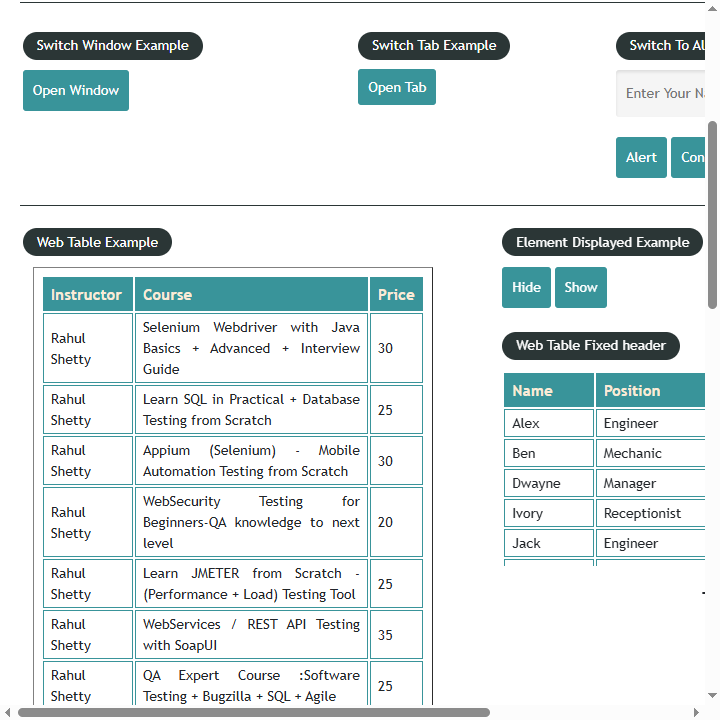 Switch Window Example
Open Window
Switch Tab Example
Open Tab
Switch To Al
Enter Your Na
Alert
Con
Web Table Example
Instructor Course Price
Rahul Shetty
Selenium Webdriver with Java
Basics + Advanced + Interview
Guide
30
Rahul Shetty
Learn SQL in Practical + Database
Testing from Scratch
25
Rahul Shetty
Appium (Selenium) - Mobile
Automation Testing from Scratch
30
Rahul Shetty
WebSecurity Testing for
Beginners-QA knowledge to next
level
20
Rahul Shetty
Learn JMETER from Scratch -
(Performance + Load) Testing Tool
25
Rahul Shetty
WebServices / REST API Testing
with SoapUI
35
Rahul Shetty
QA Expert Course :Software
Testing + Bugzilla + SQL + Agile
25
Element Displayed Example
Hide
Show
Web Table Fixed header
Name Position
Alex Engineer
Ben Mechanic
Dwayne Manager
Ivory Receptionist
Jack Engineer